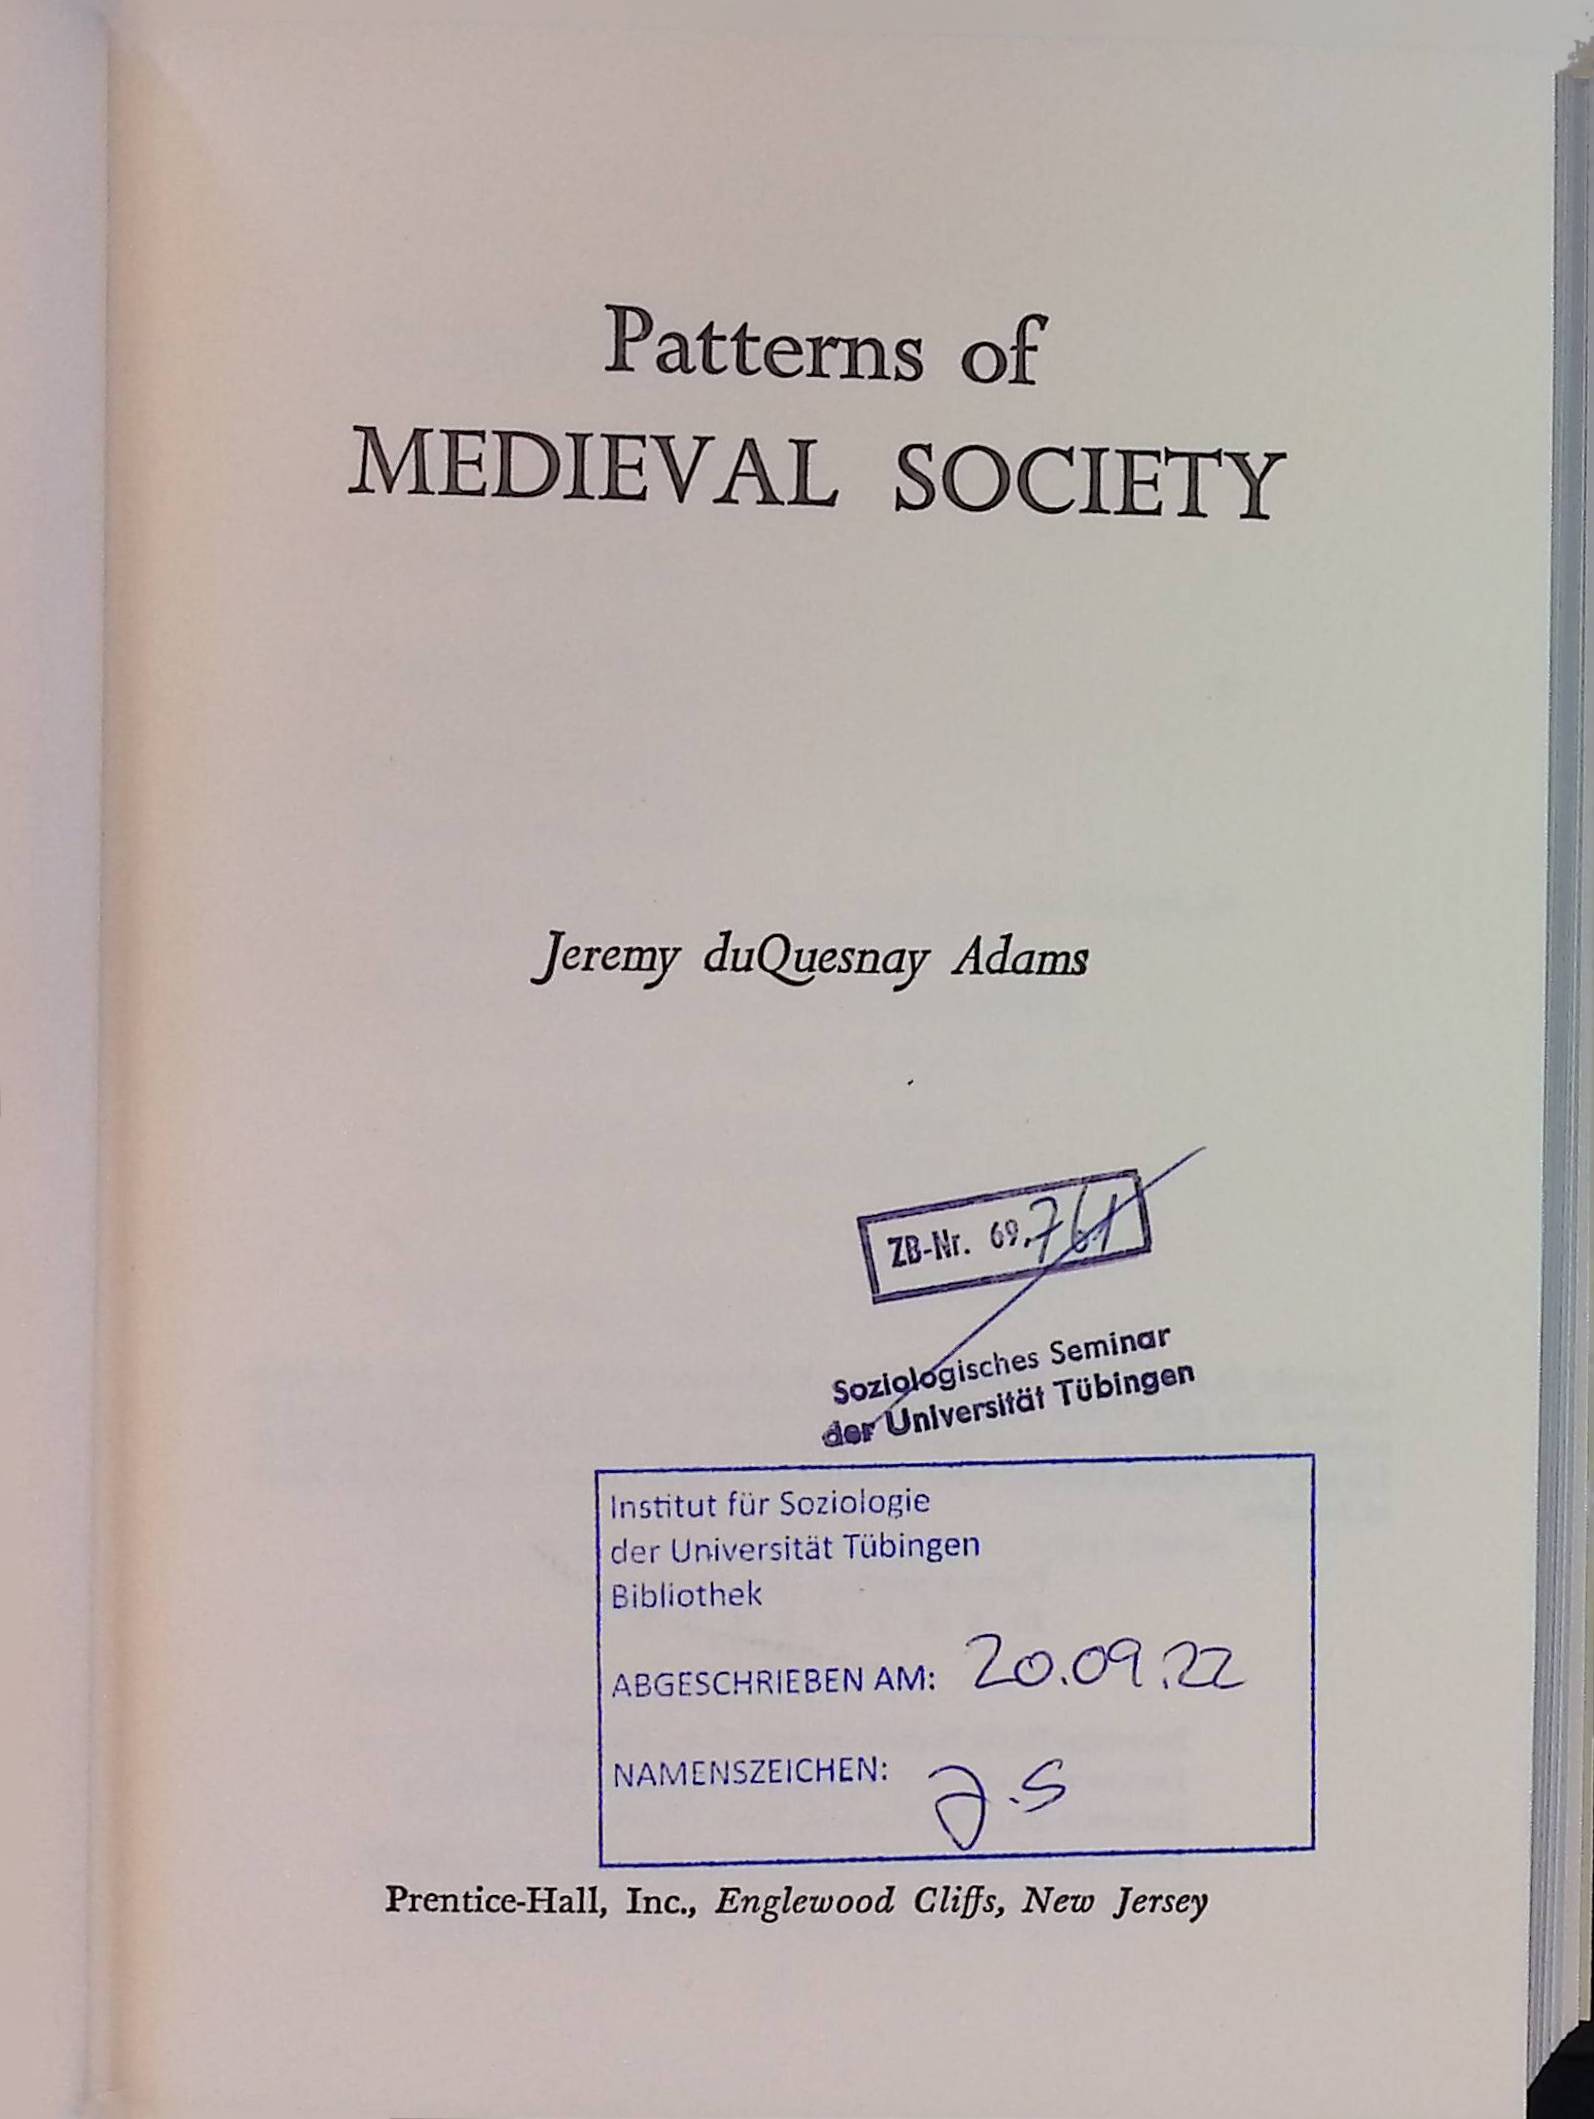 Patterns of
MEDIEVAL SOCIETY
Jeremy duQuesnay Adams
ZB-Nr. 69.761
Soziologisches Seminar
der Universität Tübingen
Institut für Soziologie
der Universität Tübingen
Bibliothek
ABGESCHRIEBEN AM: 20.09.22
NAMENSZEICHEN: J.S
Prentice-Hall, Inc., Englewood Cliffs, New Jersey